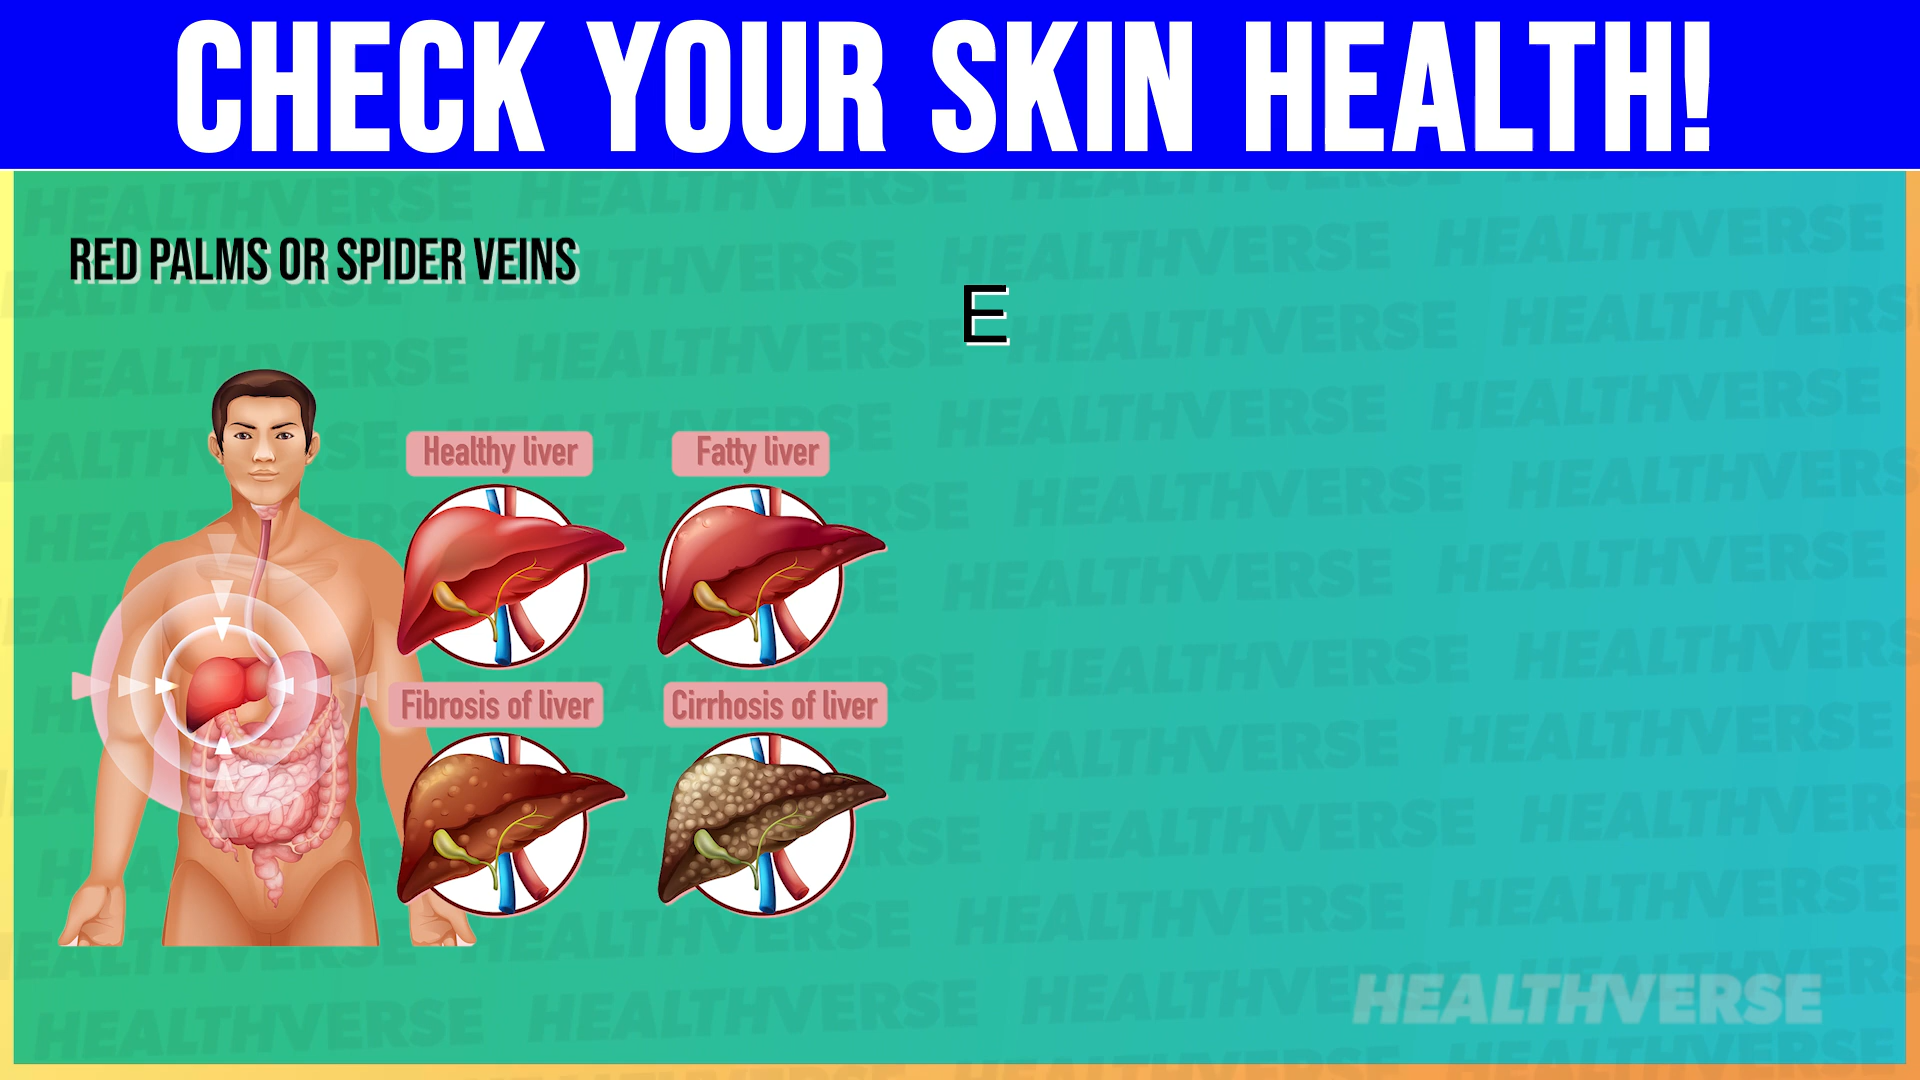 CHECK YOUR SKIN HEALTH!
RED PALMS OR SPIDER VEINS
E
Healthy liver
Fatty liver
Fibrosis of liver
Cirrhosis of liver
HEALTHVERSE